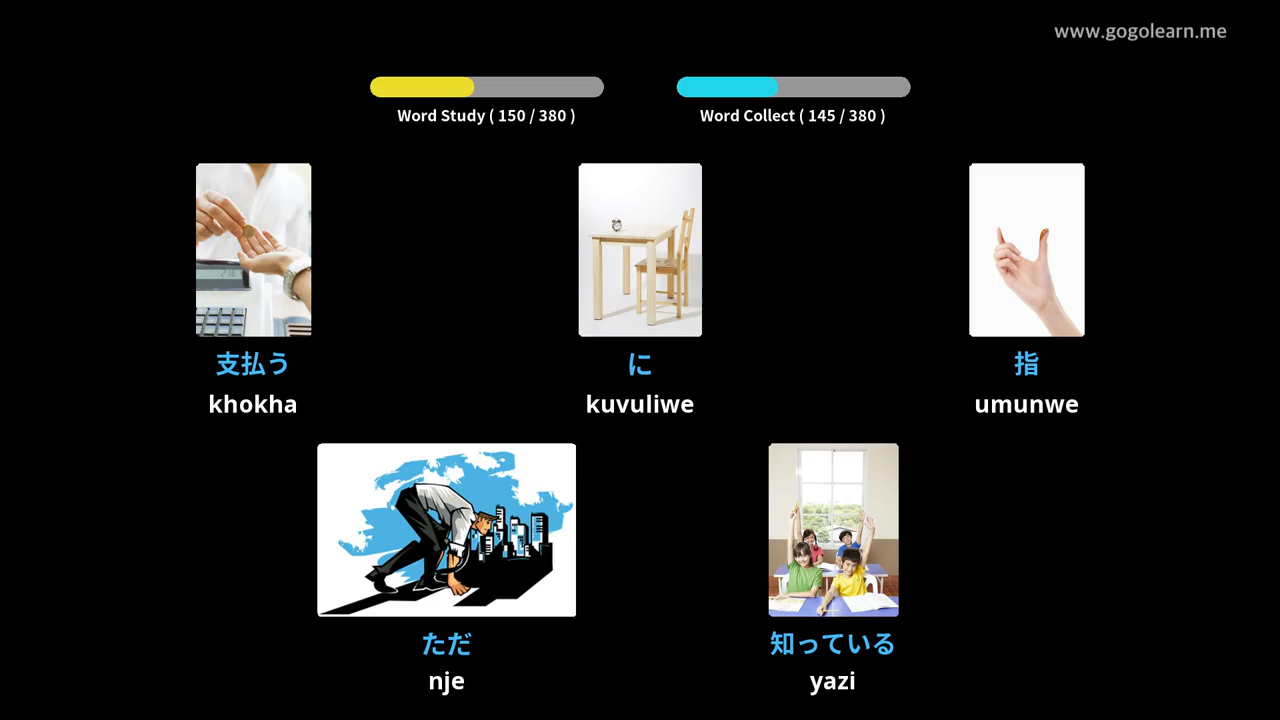 www.gogolearn.me
Word Study ( 150 / 380 )
Word Collect ( 145 / 380 )
支払う
khokha
に
kuvuliwe
指
umunwe
ただ
nje
知っている
yazi